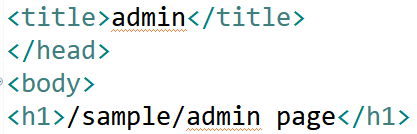 <title>admin</title>
</head>
<body>
<h1>/sample/admin page</h1>